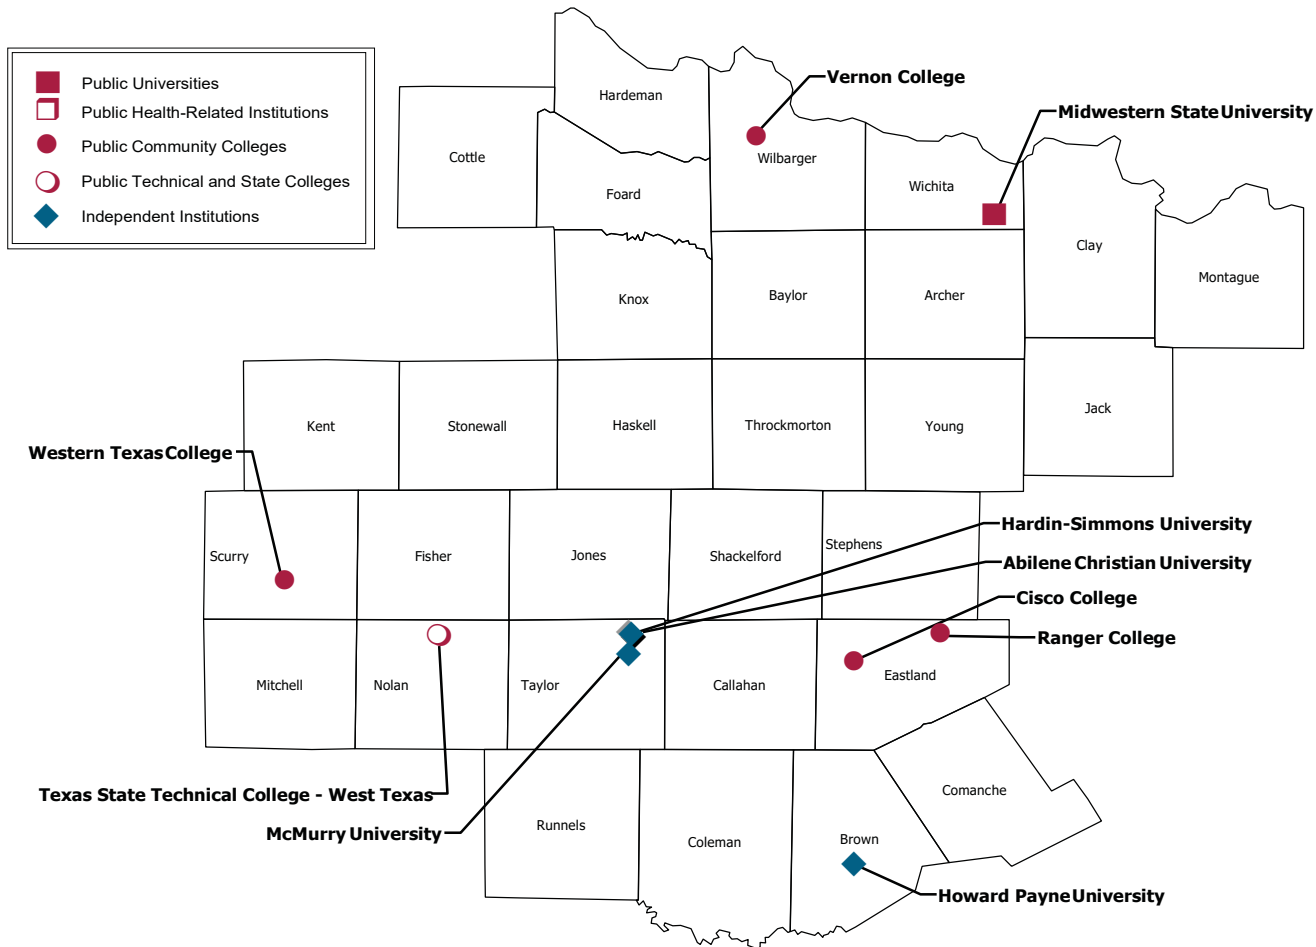 Public Universities
Public Health-Related Institutions
Public Community Colleges
Public Technical and State Colleges
Independent Institutions
Vernon College
Midwestern State University
Hardeman
Cottle
Wilbarger
Foard
Wichita
Clay
Montague
Knox
Baylor
Archer
Kent
Stonewall
Haskell
Throckmorton
Young
Jack
Western Texas College
Hardin-Simmons University
Scurry
Fisher
Jones
Shackelford
Stephens
Abilene Christian University
Cisco College
Ranger College
Mitchell
Nolan
Taylor
Callahan
Eastland
Texas State Technical College - West Texas
Comanche
McMurry University
Runnels
Coleman
Brown
Howard Payne University